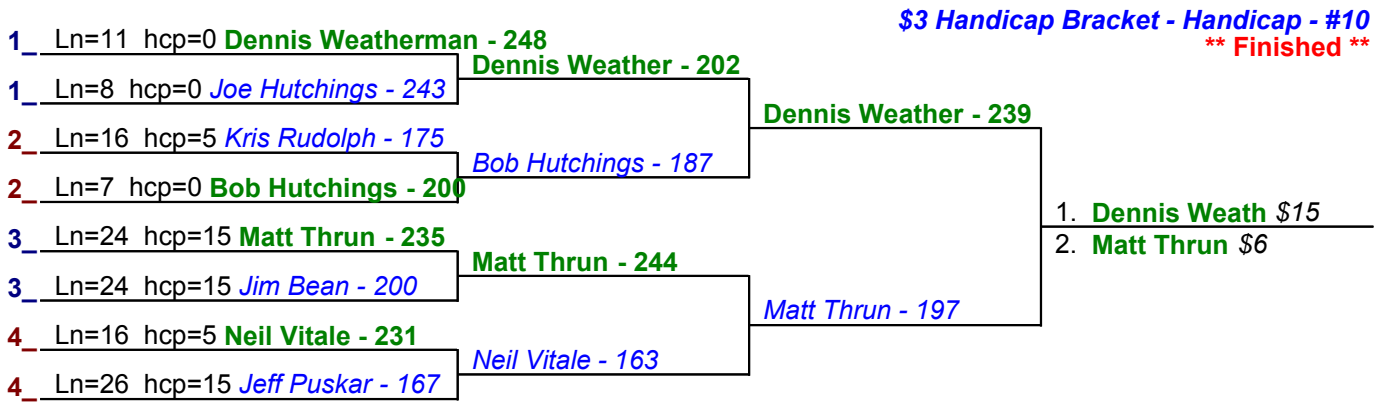 $3 Handicap Bracket - Handicap - #10
** Finished **
1_ Ln=11 hcp=0 Dennis Weatherman - 248
1_ Ln=8 hcp=0 Joe Hutchings - 243
2_ Ln=16 hcp=5 Kris Rudolph - 175
2_ Ln=7 hcp=0 Bob Hutchings - 200
3_ Ln=24 hcp=15 Matt Thrun - 235
3_ Ln=24 hcp=15 Jim Bean - 200
4_ Ln=16 hcp=5 Neil Vitale - 231
4_ Ln=26 hcp=15 Jeff Puskar - 167
Dennis Weather - 202
Bob Hutchings - 187
Matt Thrun - 244
Neil Vitale - 163
Dennis Weather - 239
Matt Thrun - 197
1. Dennis Weath $15
2. Matt Thrun $6